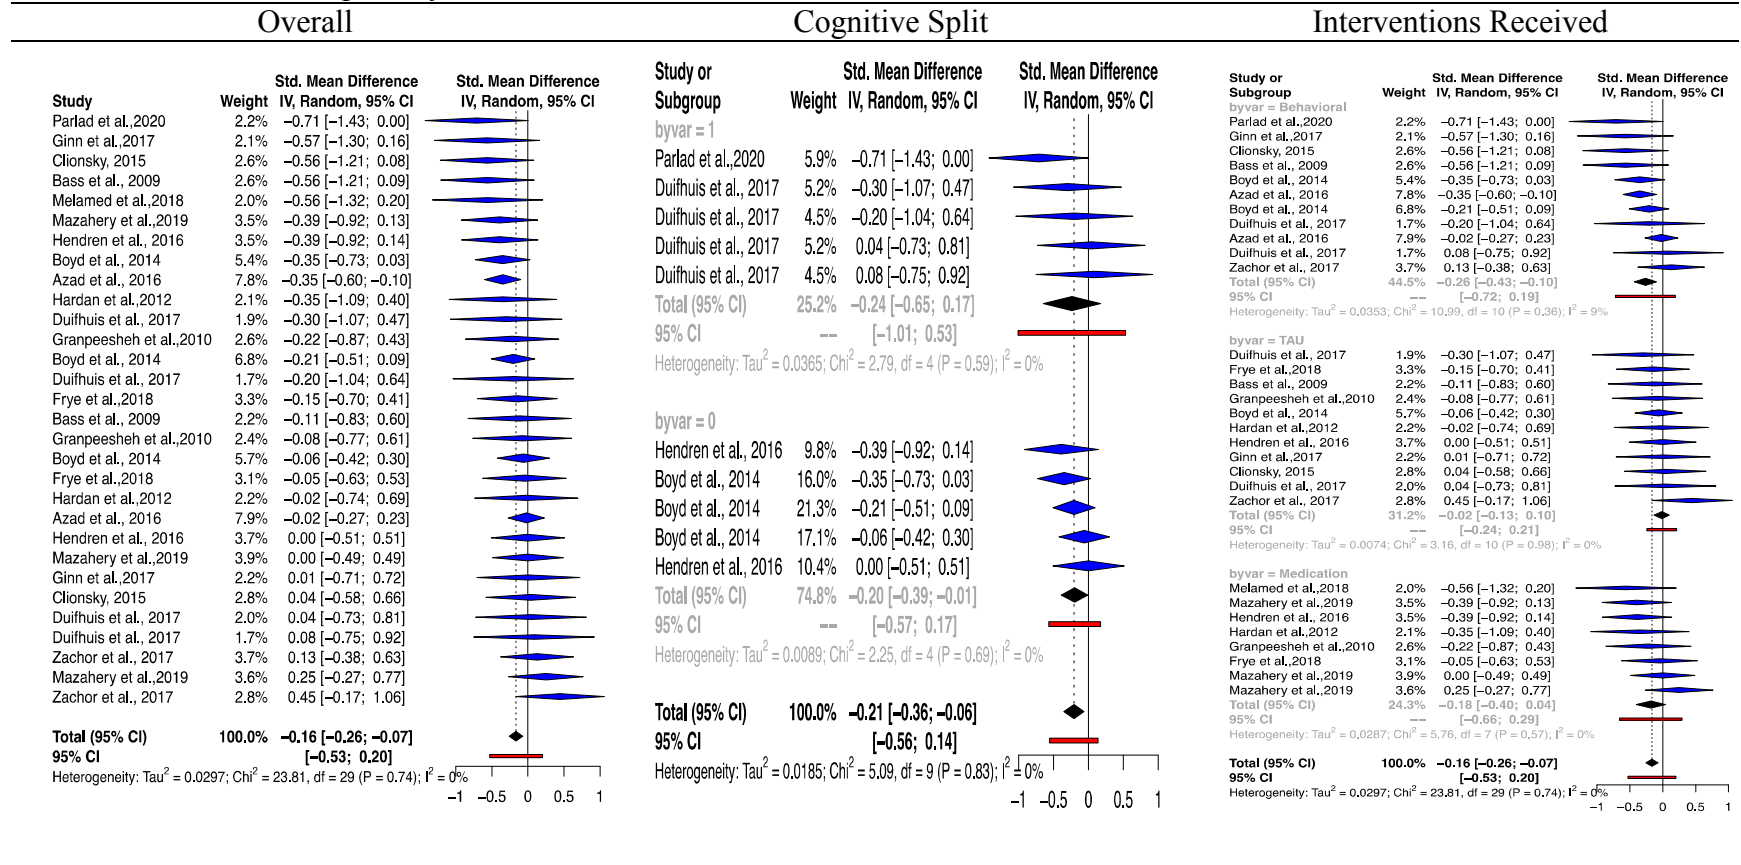 Overall
Study Weight Std. Mean Difference IV, Random, 95% CI Std. Mean Difference IV, Random, 95% CI
Parlad et al.,2020 2.2% −0.71 [−1.43; 0.00]
Ginn et al.,2017 2.1% −0.57 [−1.30; 0.16]
Clionsky, 2015 2.6% −0.56 [−1.21; 0.08]
Bass et al., 2009 2.6% −0.56 [−1.21; 0.09]
Melamed et al.,2018 2.0% −0.56 [−1.32; 0.20]
Mazahery et al.,2019 3.5% −0.39 [−0.92; 0.13]
Hendren et al., 2016 3.5% −0.39 [−0.92; 0.14]
Boyd et al., 2014 5.4% −0.35 [−0.73; 0.03]
Azad et al., 2016 7.8% −0.35 [−0.60; −0.10]
Hardan et al.,2012 2.1% −0.35 [−1.09; 0.40]
Duifhuis et al., 2017 1.9% −0.30 [−1.07; 0.47]
Granpeesheh et al.,2010 2.6% −0.22 [−0.87; 0.43]
Boyd et al., 2014 6.8% −0.21 [−0.51; 0.09]
Duifhuis et al., 2017 1.7% −0.20 [−1.04; 0.64]
Frye et al.,2018 3.3% −0.15 [−0.70; 0.41]
Bass et al., 2009 2.2% −0.11 [−0.83; 0.60]
Granpeesheh et al.,2010 2.4% −0.08 [−0.77; 0.61]
Boyd et al., 2014 5.7% −0.06 [−0.42; 0.30]
Frye et al.,2018 3.1% −0.05 [−0.63; 0.53]
Hardan et al.,2012 2.2% −0.02 [−0.74; 0.69]
Azad et al., 2016 7.9% −0.02 [−0.27; 0.23]
Hendren et al., 2016 3.7% 0.00 [−0.51; 0.51]
Mazahery et al.,2019 3.9% 0.00 [−0.49; 0.49]
Ginn et al.,2017 2.2% 0.01 [−0.71; 0.72]
Clionsky, 2015 2.8% 0.04 [−0.58; 0.66]
Duifhuis et al., 2017 2.0% 0.04 [−0.73; 0.81]
Duifhuis et al., 2017 1.7% 0.08 [−0.75; 0.92]
Zachor et al., 2017 3.7% 0.13 [−0.38; 0.63]
Mazahery et al.,2019 3.6% 0.25 [−0.27; 0.77]
Zachor et al., 2017 2.8% 0.45 [−0.17; 1.06]
Total (95% CI) 100.0% −0.16 [−0.26; −0.07]
95% CI [−0.53; 0.20]
Heterogeneity: Tau² = 0.0297; Chi² = 23.81, df = 29 (P = 0.74); I² = 0%
−1 −0.5 0 0.5 1
Cognitive Split
Study or Subgroup Weight Std. Mean Difference IV, Random, 95% CI Std. Mean Difference IV, Random, 95% CI
byvar = 1
Parlad et al.,2020 5.9% −0.71 [−1.43; 0.00]
Duifhuis et al., 2017 5.2% −0.30 [−1.07; 0.47]
Duifhuis et al., 2017 4.5% −0.20 [−1.04; 0.64]
Duifhuis et al., 2017 5.2% 0.04 [−0.73; 0.81]
Duifhuis et al., 2017 4.5% 0.08 [−0.75; 0.92]
Total (95% CI) 25.2% −0.24 [−0.65; 0.17]
95% CI −− [−1.01; 0.53]
Heterogeneity: Tau² = 0.0365; Chi² = 2.79, df = 4 (P = 0.59); I² = 0%
byvar = 0
Hendren et al., 2016 9.8% −0.39 [−0.92; 0.14]
Boyd et al., 2014 16.0% −0.35 [−0.73; 0.03]
Boyd et al., 2014 21.3% −0.21 [−0.51; 0.09]
Boyd et al., 2014 17.1% −0.06 [−0.42; 0.30]
Hendren et al., 2016 10.4% 0.00 [−0.51; 0.51]
Total (95% CI) 74.8% −0.20 [−0.39; −0.01]
95% CI −− [−0.57; 0.17]
Heterogeneity: Tau² = 0.0089; Chi² = 2.25, df = 4 (P = 0.69); I² = 0%
Total (95% CI) 100.0% −0.21 [−0.36; −0.06]
95% CI [−0.56; 0.14]
Heterogeneity: Tau² = 0.0185; Chi² = 5.09, df = 9 (P = 0.83); I² = 0%
−1 −0.5 0 0.5 1
Interventions Received
Study or Subgroup Weight Std. Mean Difference IV, Random, 95% CI Std. Mean Difference IV, Random, 95% CI
byvar = Behavioral
Parlad et al.,2020 2.2% −0.71 [−1.43; 0.00]
Ginn et al.,2017 2.1% −0.57 [−1.30; 0.16]
Clionsky, 2015 2.6% −0.56 [−1.21; 0.08]
Bass et al., 2009 2.6% −0.56 [−1.21; 0.09]
Boyd et al., 2014 5.4% −0.35 [−0.73; 0.03]
Azad et al., 2016 7.8% −0.35 [−0.60; −0.10]
Boyd et al., 2014 6.8% −0.21 [−0.51; 0.09]
Duifhuis et al., 2017 1.7% −0.20 [−1.04; 0.64]
Azad et al., 2016 7.9% −0.02 [−0.27; 0.23]
Duifhuis et al., 2017 1.7% 0.08 [−0.75; 0.92]
Zachor et al., 2017 3.7% 0.13 [−0.38; 0.63]
Total (95% CI) 44.5% −0.26 [−0.43; −0.10]
95% CI −− [−0.72; 0.19]
Heterogeneity: Tau² = 0.0353; Chi² = 10.99, df = 10 (P = 0.36); I² = 9%
byvar = TAU
Duifhuis et al., 2017 1.9% −0.30 [−1.07; 0.47]
Frye et al.,2018 3.3% −0.15 [−0.70; 0.41]
Bass et al., 2009 2.2% −0.11 [−0.83; 0.60]
Granpeesheh et al.,2010 2.4% −0.08 [−0.77; 0.61]
Boyd et al., 2014 5.7% −0.06 [−0.42; 0.30]
Hardan et al.,2012 2.2% −0.02 [−0.74; 0.69]
Hendren et al., 2016 3.7% 0.00 [−0.51; 0.51]
Ginn et al.,2017 2.2% 0.01 [−0.71; 0.72]
Clionsky, 2015 2.8% 0.04 [−0.58; 0.66]
Duifhuis et al., 2017 2.0% 0.04 [−0.73; 0.81]
Zachor et al., 2017 2.8% 0.45 [−0.17; 1.06]
Total (95% CI) 31.2% −0.02 [−0.13; 0.10]
95% CI −− [−0.24; 0.21]
Heterogeneity: Tau² = 0.0074; Chi² = 3.16, df = 10 (P = 0.98); I² = 0%
byvar = Medication
Melamed et al.,2018 2.0% −0.56 [−1.32; 0.20]
Mazahery et al.,2019 3.5% −0.39 [−0.92; 0.13]
Hendren et al., 2016 3.5% −0.39 [−0.92; 0.14]
Hardan et al.,2012 2.1% −0.35 [−1.09; 0.40]
Granpeesheh et al.,2010 2.6% −0.22 [−0.87; 0.43]
Frye et al.,2018 3.1% −0.05 [−0.63; 0.53]
Mazahery et al.,2019 3.9% 0.00 [−0.49; 0.49]
Mazahery et al.,2019 3.6% 0.25 [−0.27; 0.77]
Total (95% CI) 24.3% −0.18 [−0.40; 0.04]
95% CI −− [−0.66; 0.29]
Heterogeneity: Tau² = 0.0287; Chi² = 5.76, df = 7 (P = 0.57); I² = 0%
Total (95% CI) 100.0% −0.16 [−0.26; −0.07]
95% CI [−0.53; 0.20]
Heterogeneity: Tau² = 0.0297; Chi² = 23.81, df = 29 (P = 0.74); I² = 0%
−1 −0.5 0 0.5 1